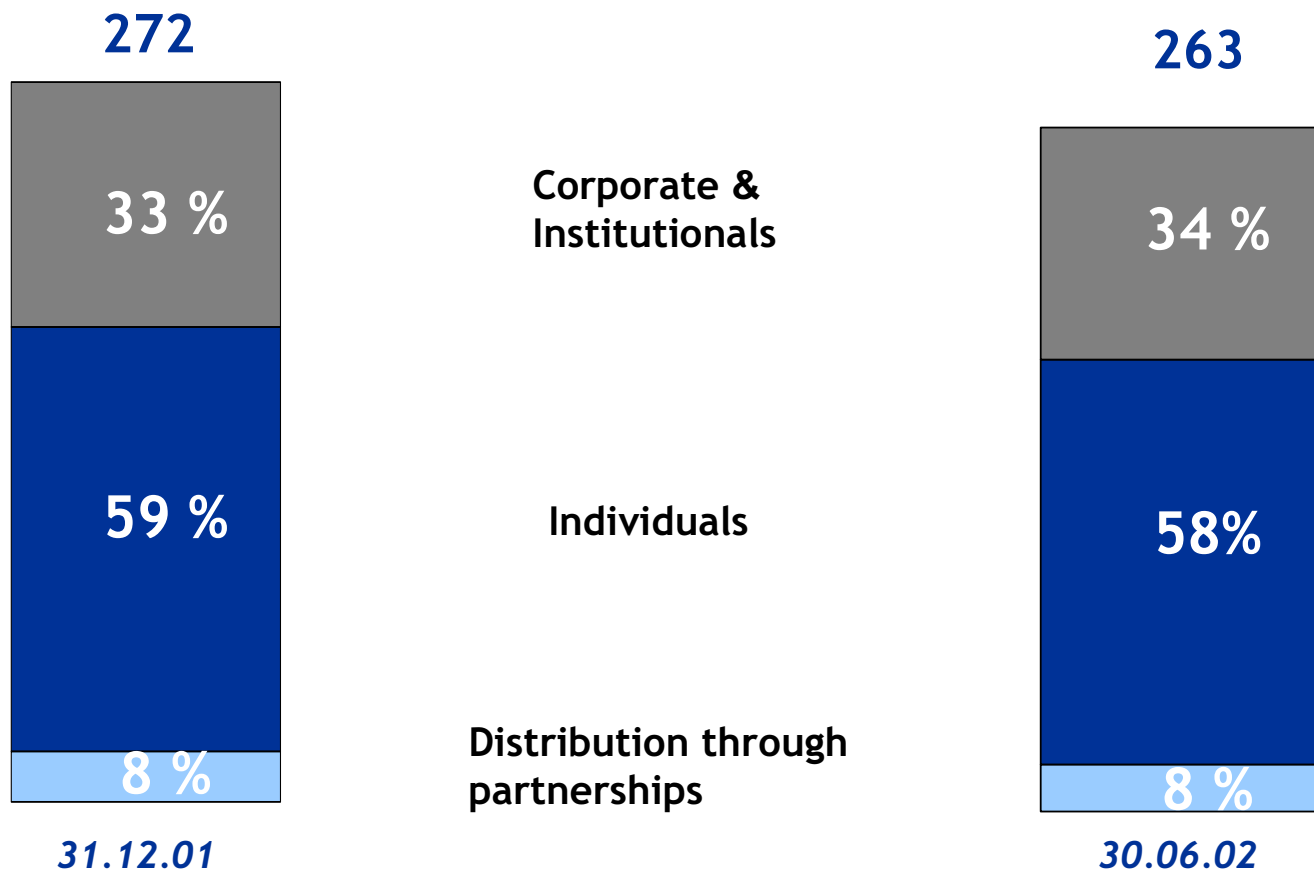 272
263
33 %
Corporate &
Institutionals
34 %
59 %
Individuals
58%
Distribution through
partnerships
8 %
8 %
31.12.01
30.06.02